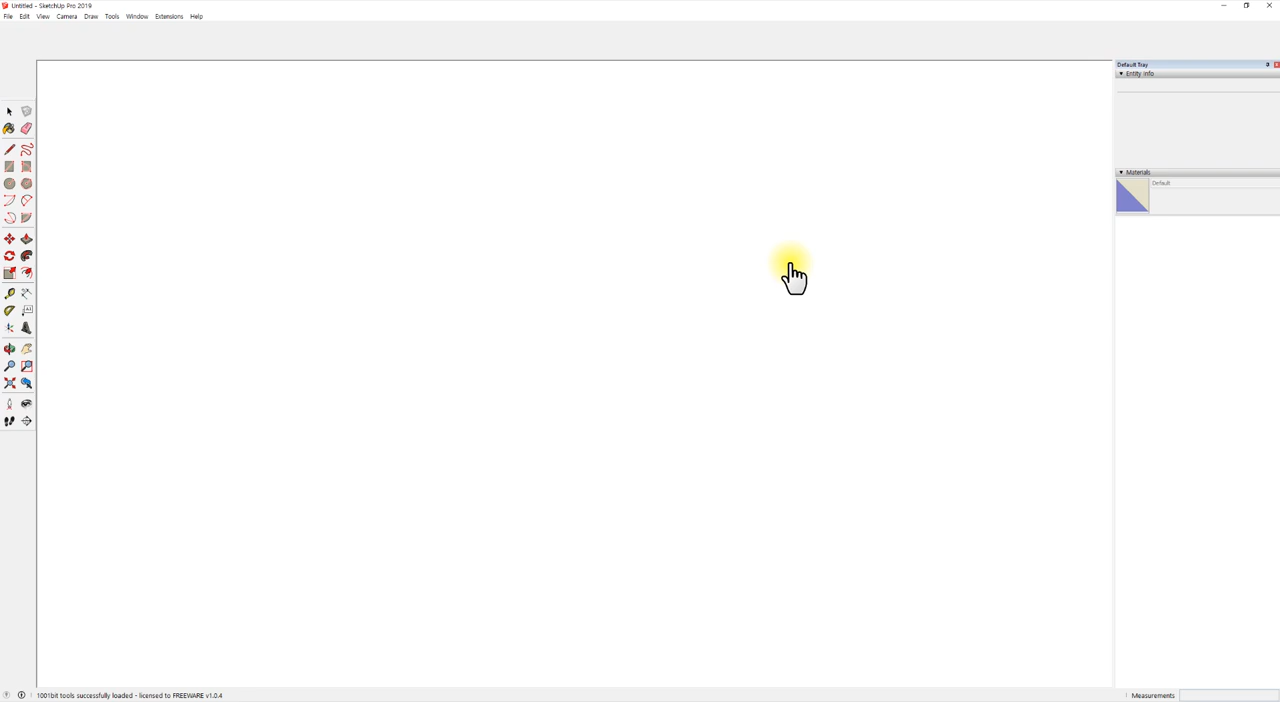 Untitled - SketchUp Pro 2019
File Edit View Camera Draw Tools Window Extensions Help
Default Tray
Entity Info
Materials
Default
A1
1001bit tools successfully loaded - licensed to FREEWARE v1.0.4
Measurements